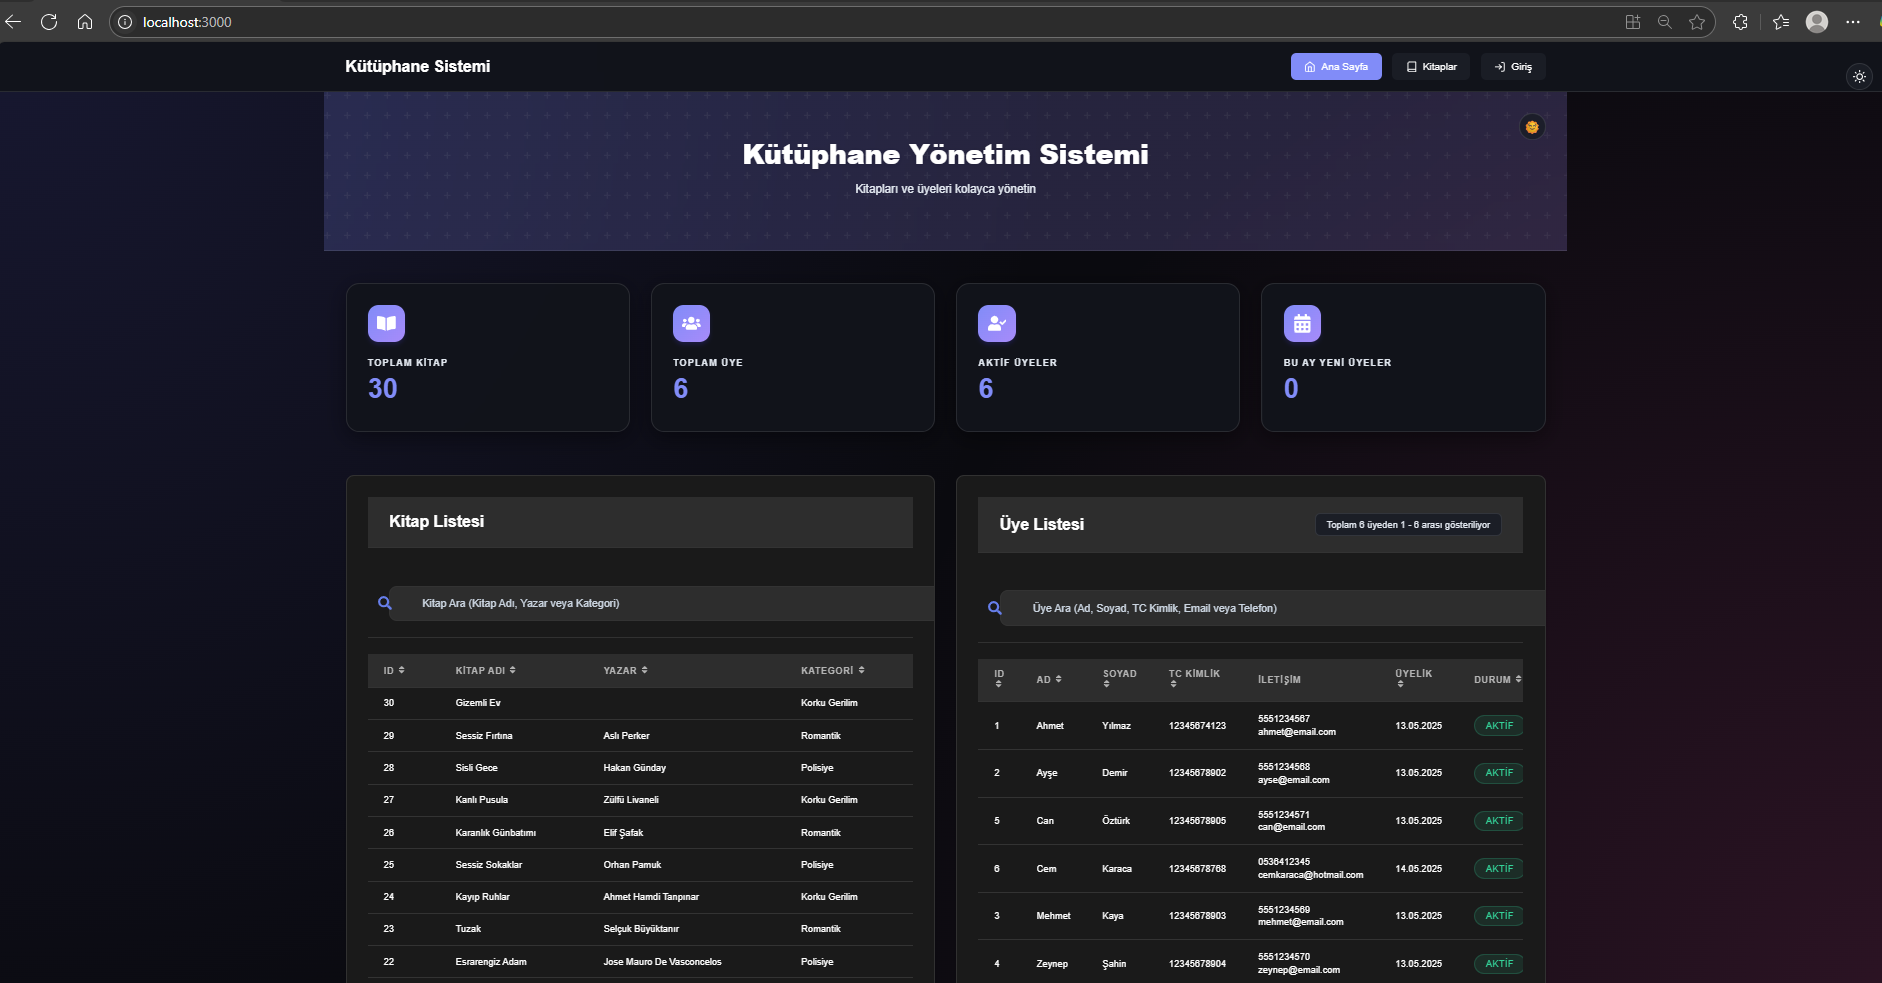 localhost:3000
Kütüphane Sistemi
Ana Sayfa
Kitaplar
Giriş
Kütüphane Yönetim Sistemi
Kitapları ve üyeleri kolayca yönetin
TOPLAM KİTAP
30
TOPLAM ÜYE
6
AKTİF ÜYELER
6
BU AY YENİ ÜYELER
0
Kitap Listesi
Kitap Ara (Kitap Adı, Yazar veya Kategori)
ID KİTAP ADI YAZAR KATEGORİ
30 Gizemli Ev Korku Gerilim
29 Sessiz Fırtına Aslı Perker Romantik
28 Sisli Gece Hakan Günday Polisiye
27 Kanlı Pusula Zülfü Livaneli Korku Gerilim
26 Karanlık Günbatımı Elif Şafak Romantik
25 Sessiz Sokaklar Orhan Pamuk Polisiye
24 Kayıp Ruhlar Ahmet Hamdi Tanpınar Korku Gerilim
23 Tuzak Selçuk Büyüktanır Romantik
22 Esrarengiz Adam Jose Mauro De Vasconcelos Polisiye
Üye Listesi
Toplam 6 üyeden 1 - 6 arası gösteriliyor
Üye Ara (Ad, Soyad, TC Kimlik, Email veya Telefon)
ID AD SOYAD TC KİMLİK İLETİŞİM ÜYELİK DURUM
1 Ahmet Yılmaz 12345674123 5551234567 13.05.2025 AKTİF
ahmet@email.com
2 Ayşe Demir 12345678902 5551234568 13.05.2025 AKTİF
ayse@email.com
5 Can Öztürk 12345678905 5551234571 13.05.2025 AKTİF
can@email.com
6 Cem Karaca 12345678768 0536412345 14.05.2025 AKTİF
cemkaraca@hotmail.com
3 Mehmet Kaya 12345678903 5551234569 13.05.2025 AKTİF
mehmet@email.com
4 Zeynep Şahin 12345678904 5551234570 13.05.2025 AKTİF
zeynep@email.com